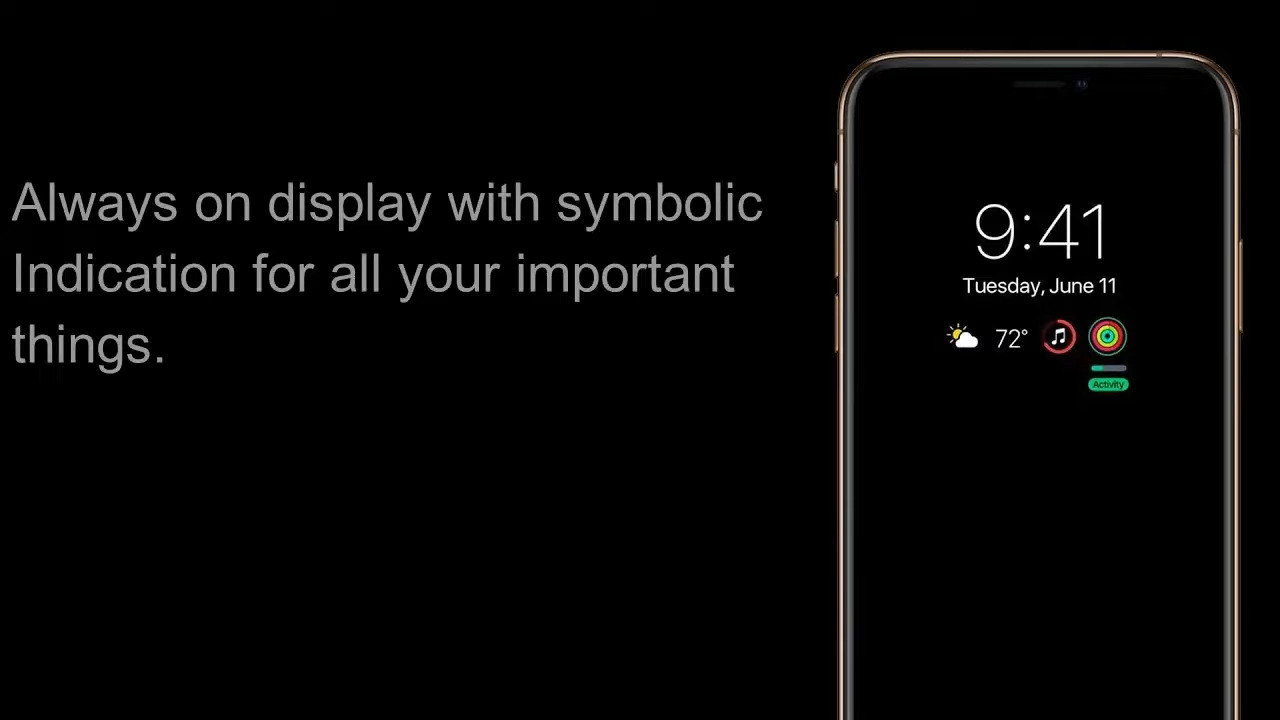 Always on display with symbolic
Indication for all your important
things.
9:41
Tuesday, June 11
72°
Activity